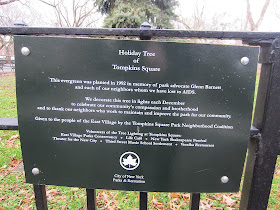 Holiday Tree
of
Tompkins Square
This evergreen was planted in 1992 in memory of park advocate Glenn Barnett
and each of our neighbors whom we have lost to AIDS.
We decorate this tree in lights each December
to celebrate our community's compassion and brotherhood
and to thank our neighbors who work to maintain and improve the park for our community.
Given to the people of the East Village by the Tompkins Square Park Neighborhood Coalition
Volunteers of the Tree Lighting at Tompkins Square:
East Village Parks Conservancy • Life Café • New York Shakespeare Festival
Theater for the New City • Third Street Music School Settlement • Veselka Restaurant
City of New York
Parks & Recreation